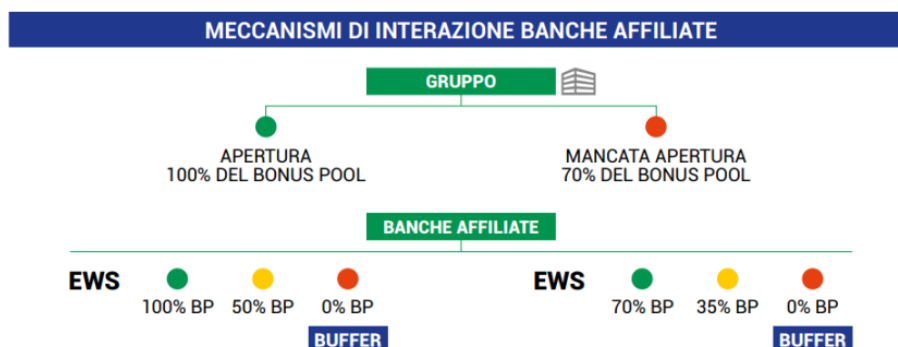 MECCANISMI DI INTERAZIONE BANCHE AFFILIATE
GRUPPO
APERTURA
100% DEL BONUS POOL
MANCATA APERTURA
70% DEL BONUS POOL
BANCHE AFFILIATE
EWS
100% BP 50% BP 0% BP
BUFFER
EWS
70% BP 35% BP 0% BP
BUFFER